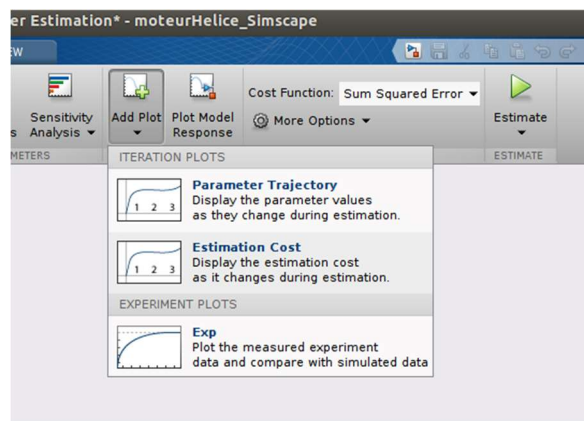 er Estimation* - moteurHelice_Simscape
EW
Sensitivity
Analysis
s
Add Plot
Plot Model
Response
Cost Function: Sum Squared Error
More Options
Estimate
METERS
ESTIMATE
ITERATION PLOTS
1 2 3
Parameter Trajectory
Display the parameter values
as they change during estimation.
1 2 3
Estimation Cost
Display the estimation cost
as it changes during estimation.
EXPERIMENT PLOTS
Exp
Plot the measured experiment
data and compare with simulated data